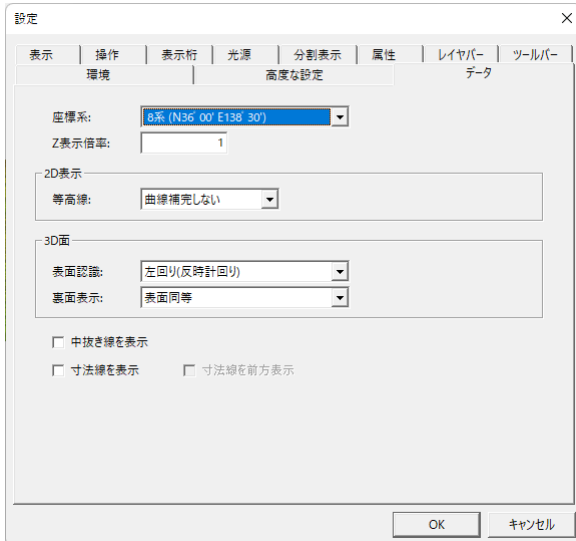 設定
表示 操作 表示桁 光源 分割表示 属性 レイヤバー ツールバー
環境 高度な設定 データ
座標系: 8系 (N36ﾟ00' E138ﾟ30')
Z表示倍率: 1
2D表示
等高線: 曲線補完しない
3D面
表面認識: 左回り(反時計回り)
裏面表示: 表面同等
中抜き線を表示
寸法線を表示 寸法線を前方表示
OK キャンセル